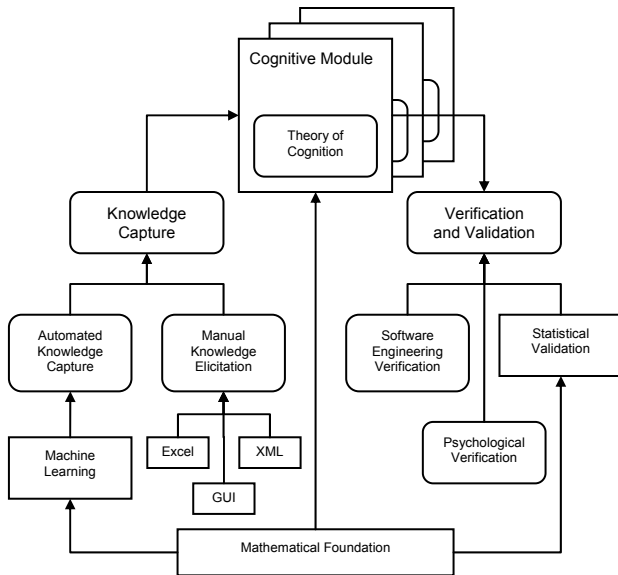 Cognitive Module
Theory of
Cognition
Knowledge
Capture
Verification
and Validation
Automated
Knowledge
Capture
Manual
Knowledge
Elicitation
Software
Engineering
Verification
Statistical
Validation
Machine
Learning
Excel
XML
GUI
Psychological
Verification
Mathematical Foundation